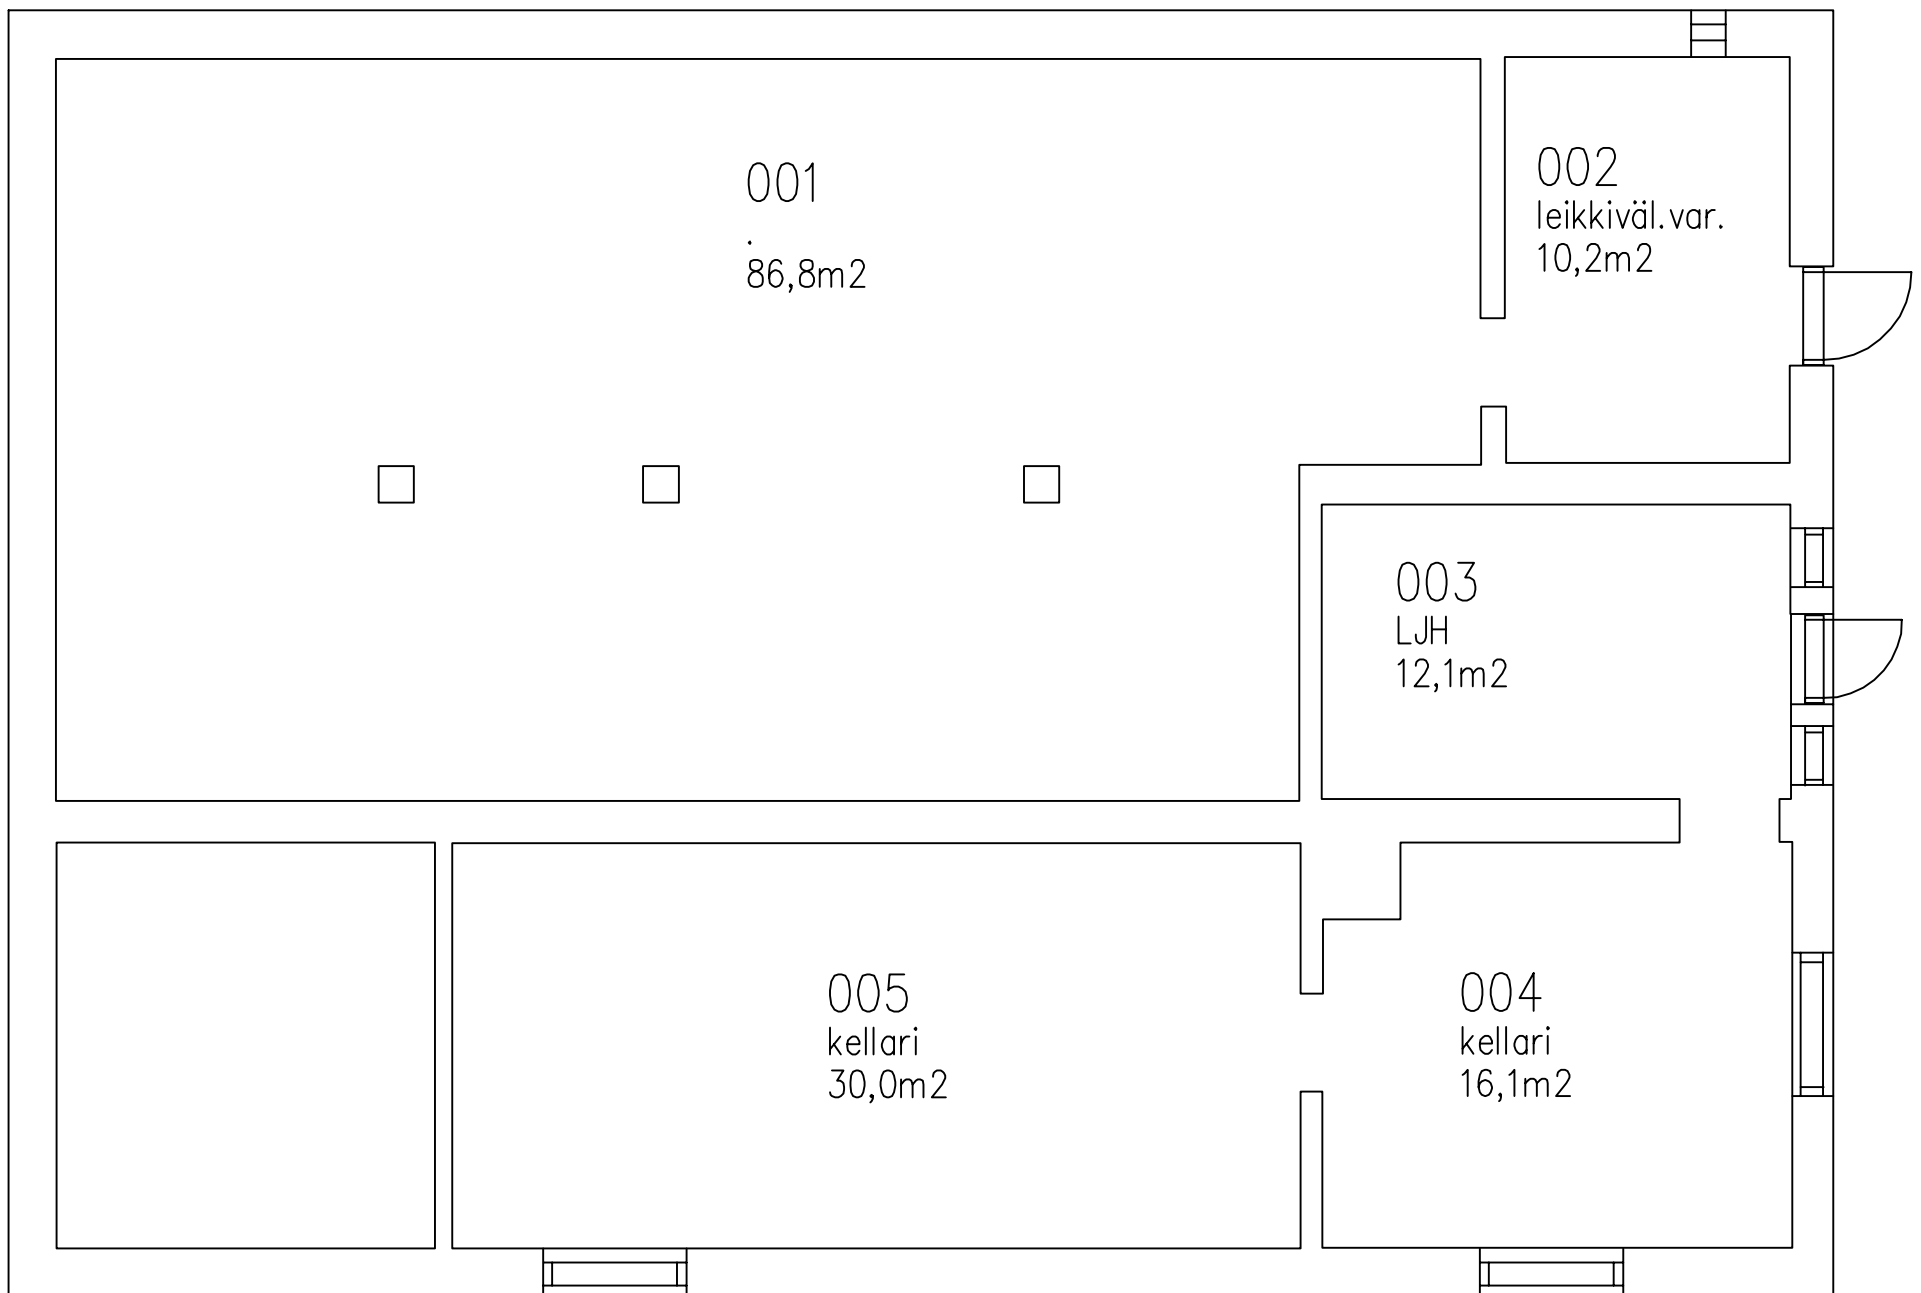 001
.
86,8m2
002
leikkiväl.var.
10,2m2
003
LJH
12,1m2
005
kellari
30,0m2
004
kellari
16,1m2